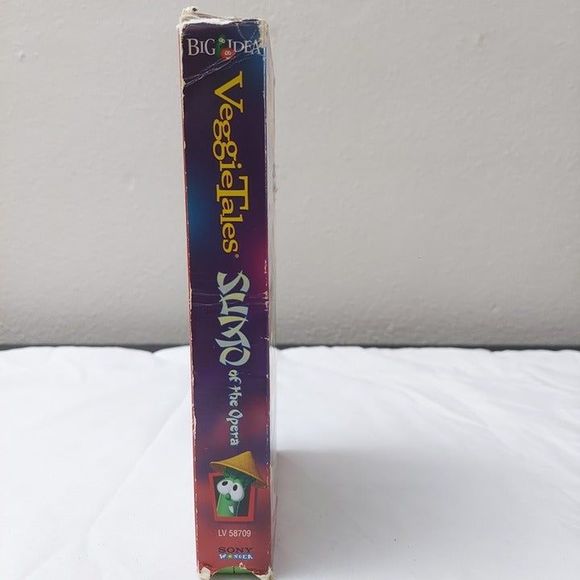 BIG IDEA
VeggieTales®
SUMO of the Opera
LV 58709
SONY
WONDER